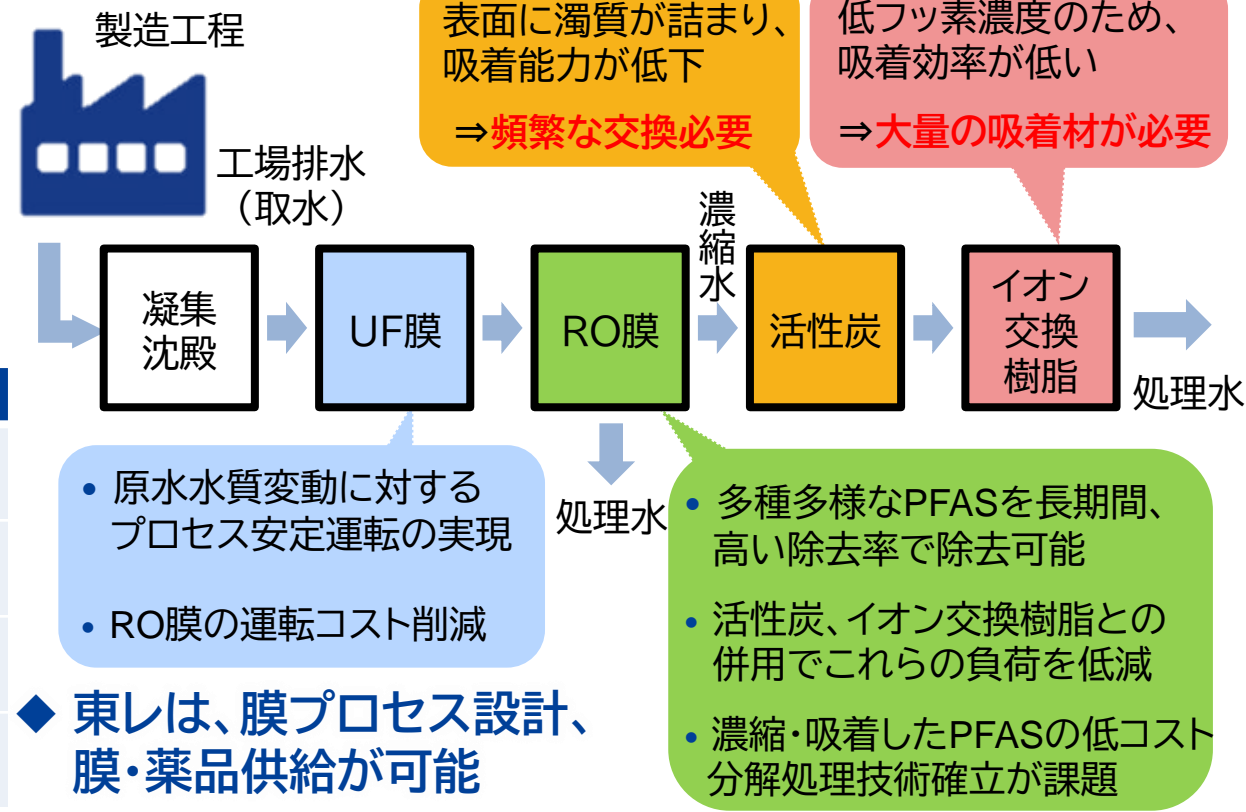 製造工程
工場排水
（取水）
表面に濁質が詰まり、
吸着能力が低下
⇒頻繁な交換必要
低フッ素濃度のため、
吸着効率が低い
⇒大量の吸着材が必要
凝集
沈殿
UF膜
RO膜
濃縮水
活性炭
イオン
交換
樹脂
処理水
処理水
• 原水水質変動に対する
プロセス安定運転の実現
• RO膜の運転コスト削減
• 多種多様なPFASを長期間、
高い除去率で除去可能
• 活性炭、イオン交換樹脂との
併用でこれらの負荷を低減
• 濃縮・吸着したPFASの低コスト
分解処理技術確立が課題
◆ 東レは、膜プロセス設計、
膜・薬品供給が可能